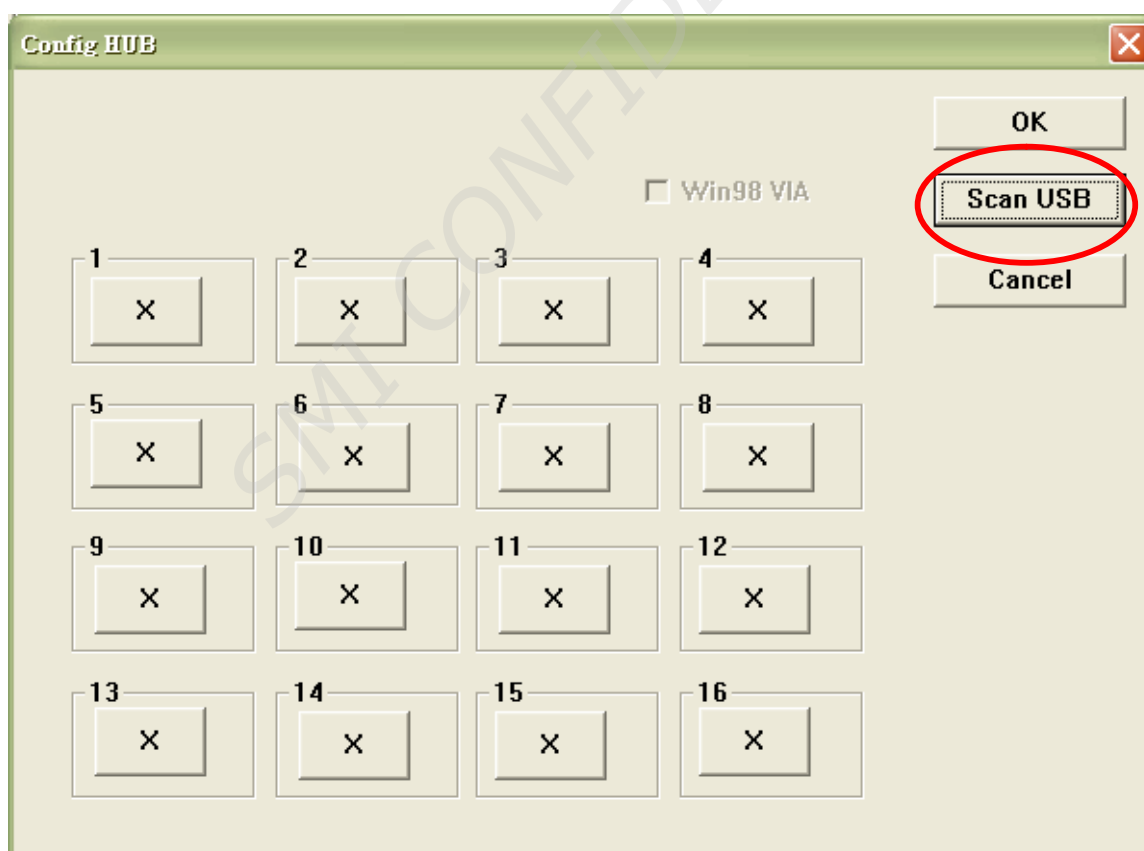 Config HUB
OK
Win98 VIA
Scan USB
Cancel
1 2 3 4
X X X X
5 6 7 8
X X X X
9 10 11 12
X X X X
13 14 15 16
X X X X
SMI